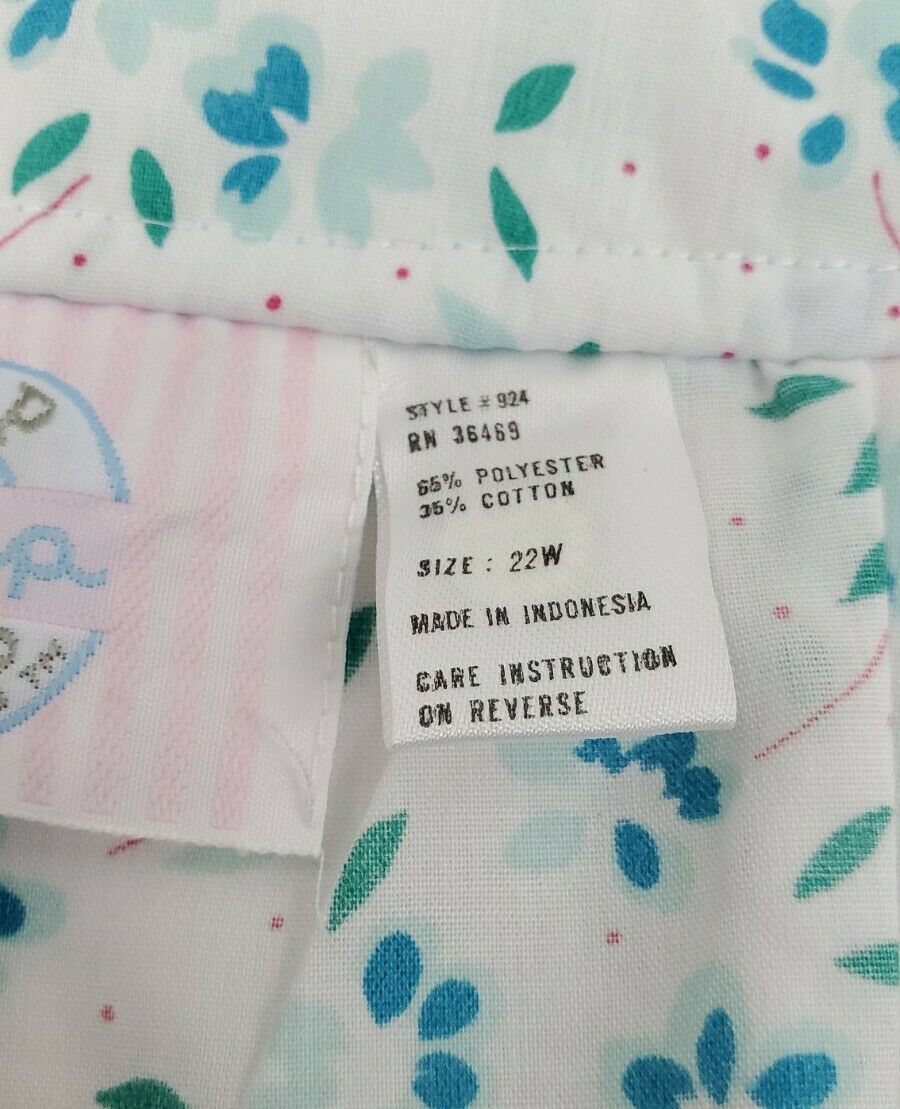 STYLE # 924
RN 36469
65% POLYESTER
35% COTTON
SIZE : 22W
MADE IN INDONESIA
CARE INSTRUCTION
ON REVERSE